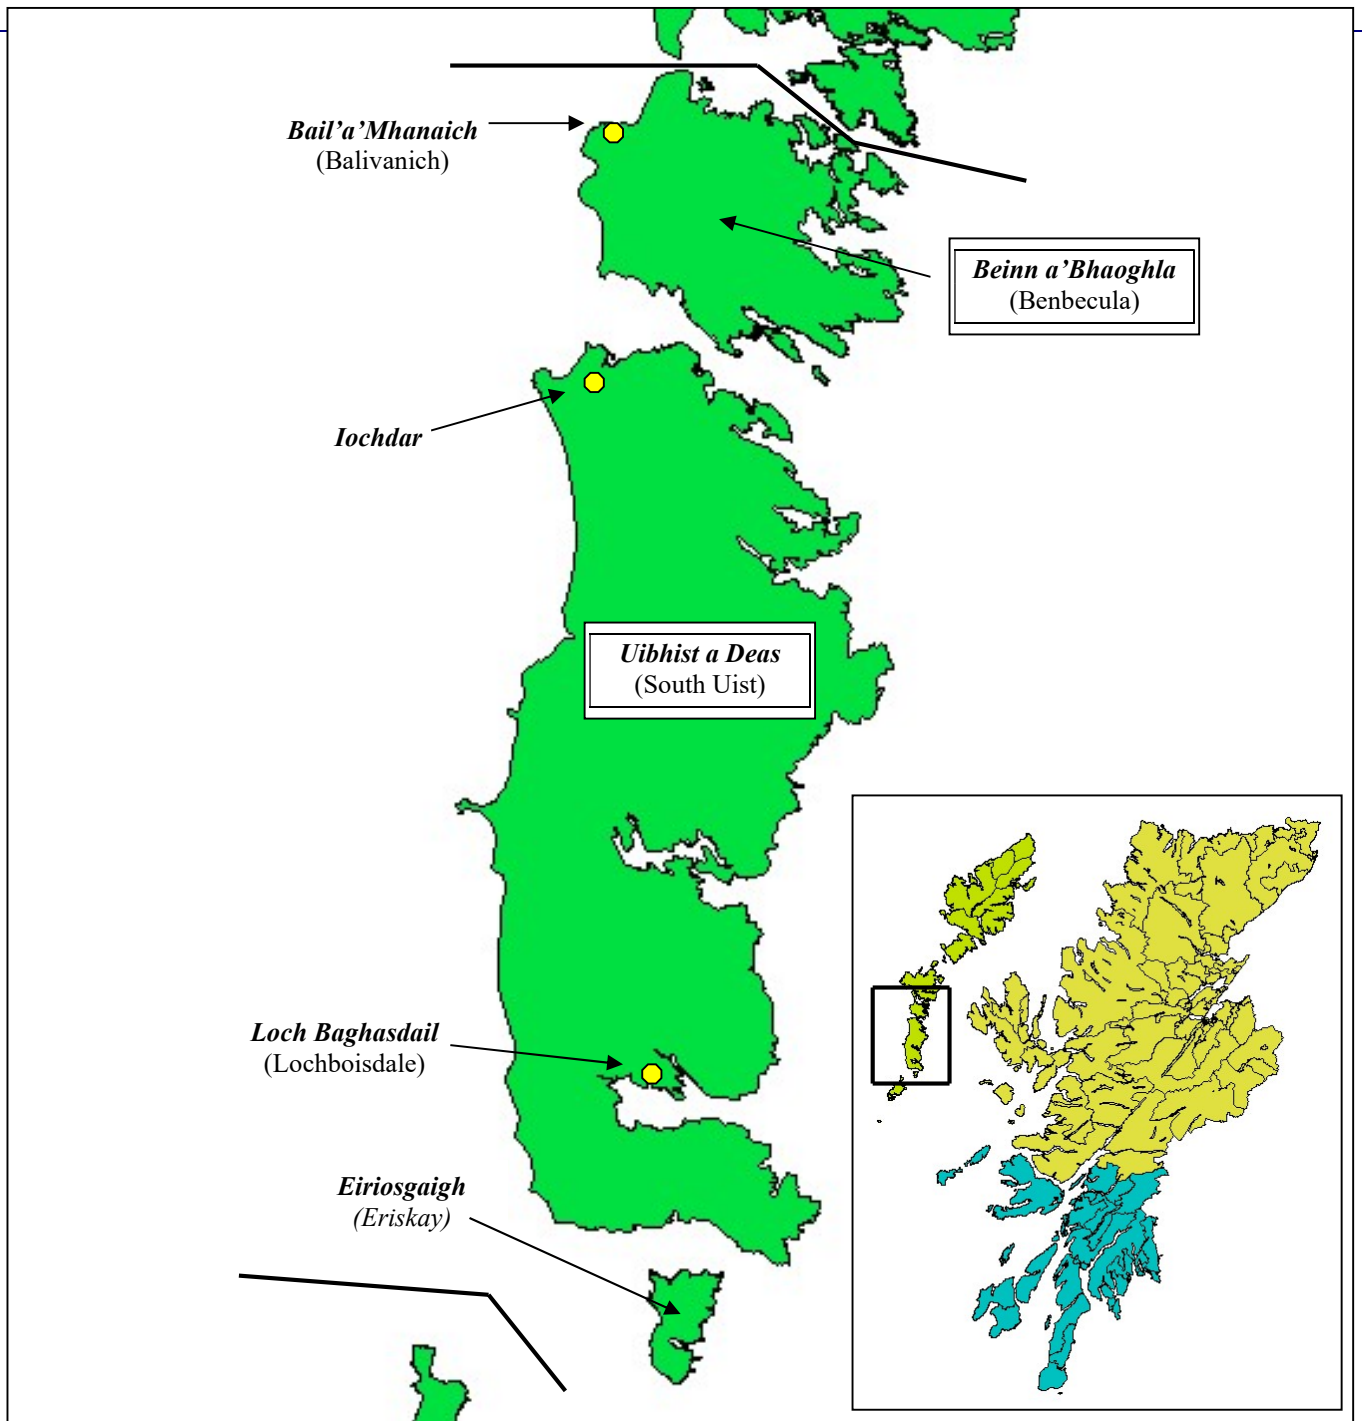 Bail’a’Mhanaich
(Balivanich)
Beinn a’Bhaoghla
(Benbecula)
Iochdar
Uibhist a Deas
(South Uist)
Loch Baghasdail
(Lochboisdale)
Eiriosgaigh
(Eriskay)